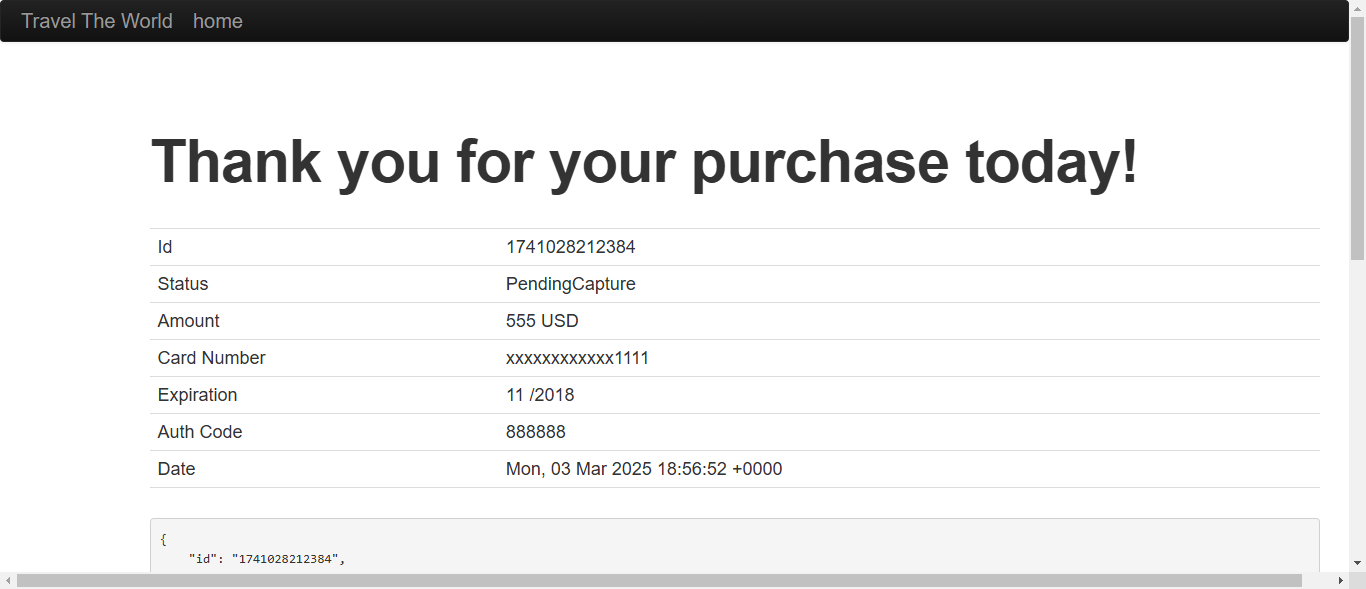 Travel The World home
Thank you for your purchase today!
Id 1741028212384
Status PendingCapture
Amount 555 USD
Card Number xxxxxxxxxxxx1111
Expiration 11 /2018
Auth Code 888888
Date Mon, 03 Mar 2025 18:56:52 +0000
{
"id": "1741028212384",